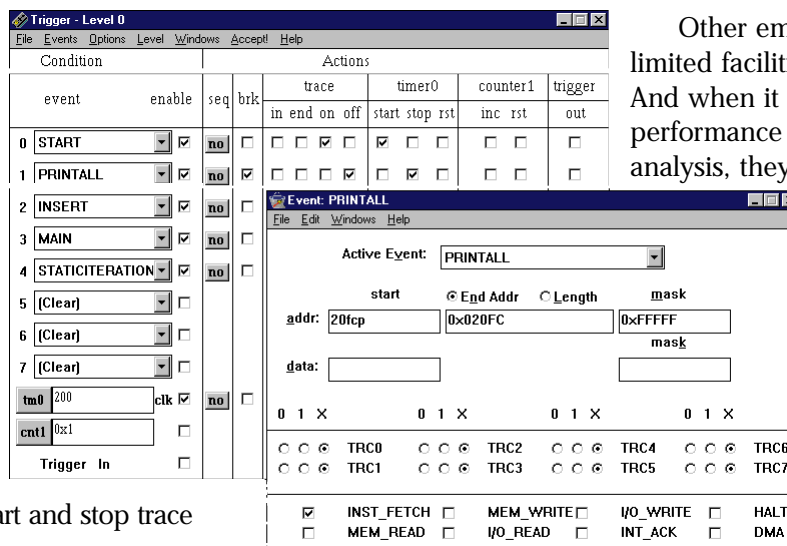 Trigger - Level 0
File Events Options Level Windows Accept! Help
Condition Actions
event enable seq brk trace timer0 counter1 trigger
in end on off start stop rst inc rst out
0 START no
1 PRINTALL no
2 INSERT no
3 MAIN no
4 STATICITERATION no
5 (Clear)
6 (Clear)
7 (Clear)
tm0 200 clk no
cnt1 0x1
Trigger In
Event: PRINTALL
File Edit Windows Help
Active Event: PRINTALL
start End Addr Length mask
addr: 20fcp 0x020FC 0xFFFFF
mask
data:
0 1 X 0 1 X 0 1 X 0 1 X
TRC0 TRC2 TRC4 TRC6
TRC1 TRC3 TRC5 TRC7
INST_FETCH MEM_WRITE I/O_WRITE HALT
MEM_READ I/O_READ INT_ACK DMA
Other em
limited faciliti
And when it
performance
analysis, they
art and stop trace